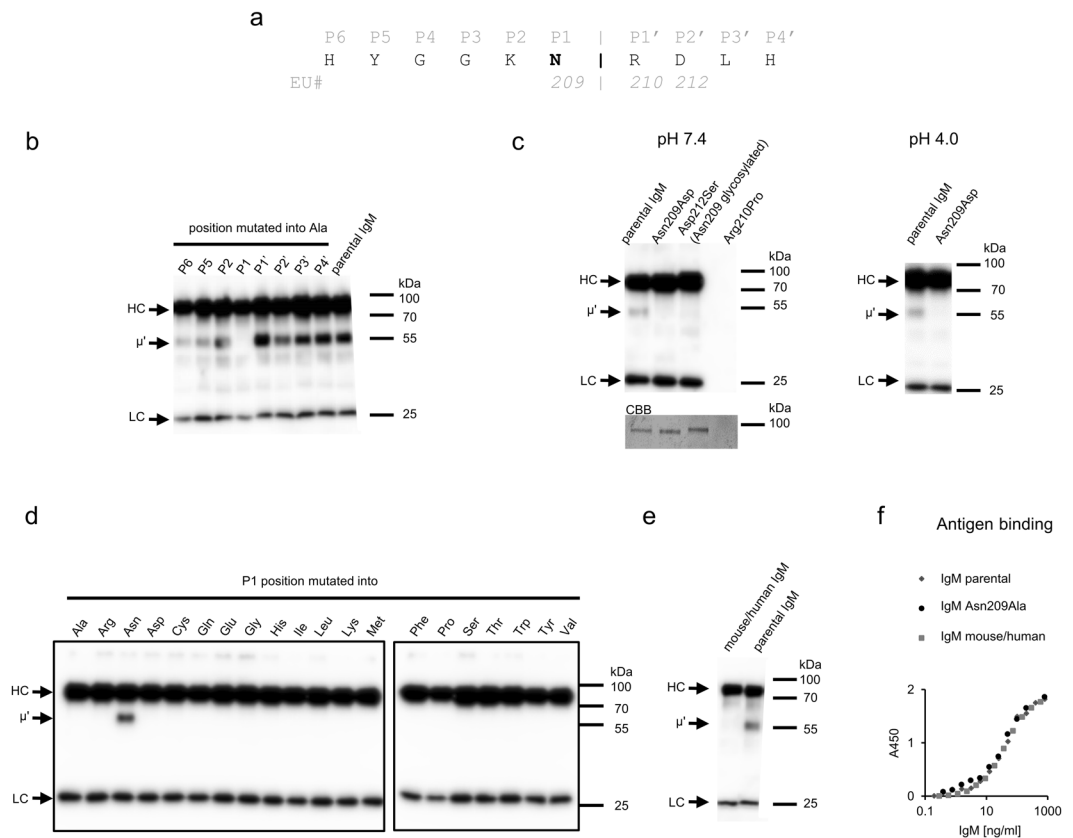 a
P6 P5 P4 P3 P2 P1 | P1′ P2′ P3′ P4′
H Y G G K N | R D L H
EU# 209 | 210 212
b
position mutated into Ala
P6 P5 P2 P1 P1' P2' P3' P4' parental IgM
kDa
HC
100
70
μ'
55
LC
25
c
pH 7.4
parental IgM
Asn209Asp
Asp212Ser
(Asn209 glycosylated)
Arg210Pro
kDa
HC
100
70
μ'
55
LC
25
CBB
kDa
100
pH 4.0
parental IgM
Asn209Asp
kDa
HC
100
70
μ'
55
LC
25
d
P1 position mutated into
Ala Arg Asn Asp Cys Gln Glu Gly His Ile Leu Lys Met Phe Pro Ser Thr Trp Tyr Val
kDa
HC
100
70
μ'
55
LC
25
e
mouse/human IgM
parental IgM
kDa
HC
100
70
μ'
55
LC
25
f
Antigen binding
IgM parental
IgM Asn209Ala
IgM mouse/human
2
1
0
A450
0.1 10 1000
IgM [ng/ml]